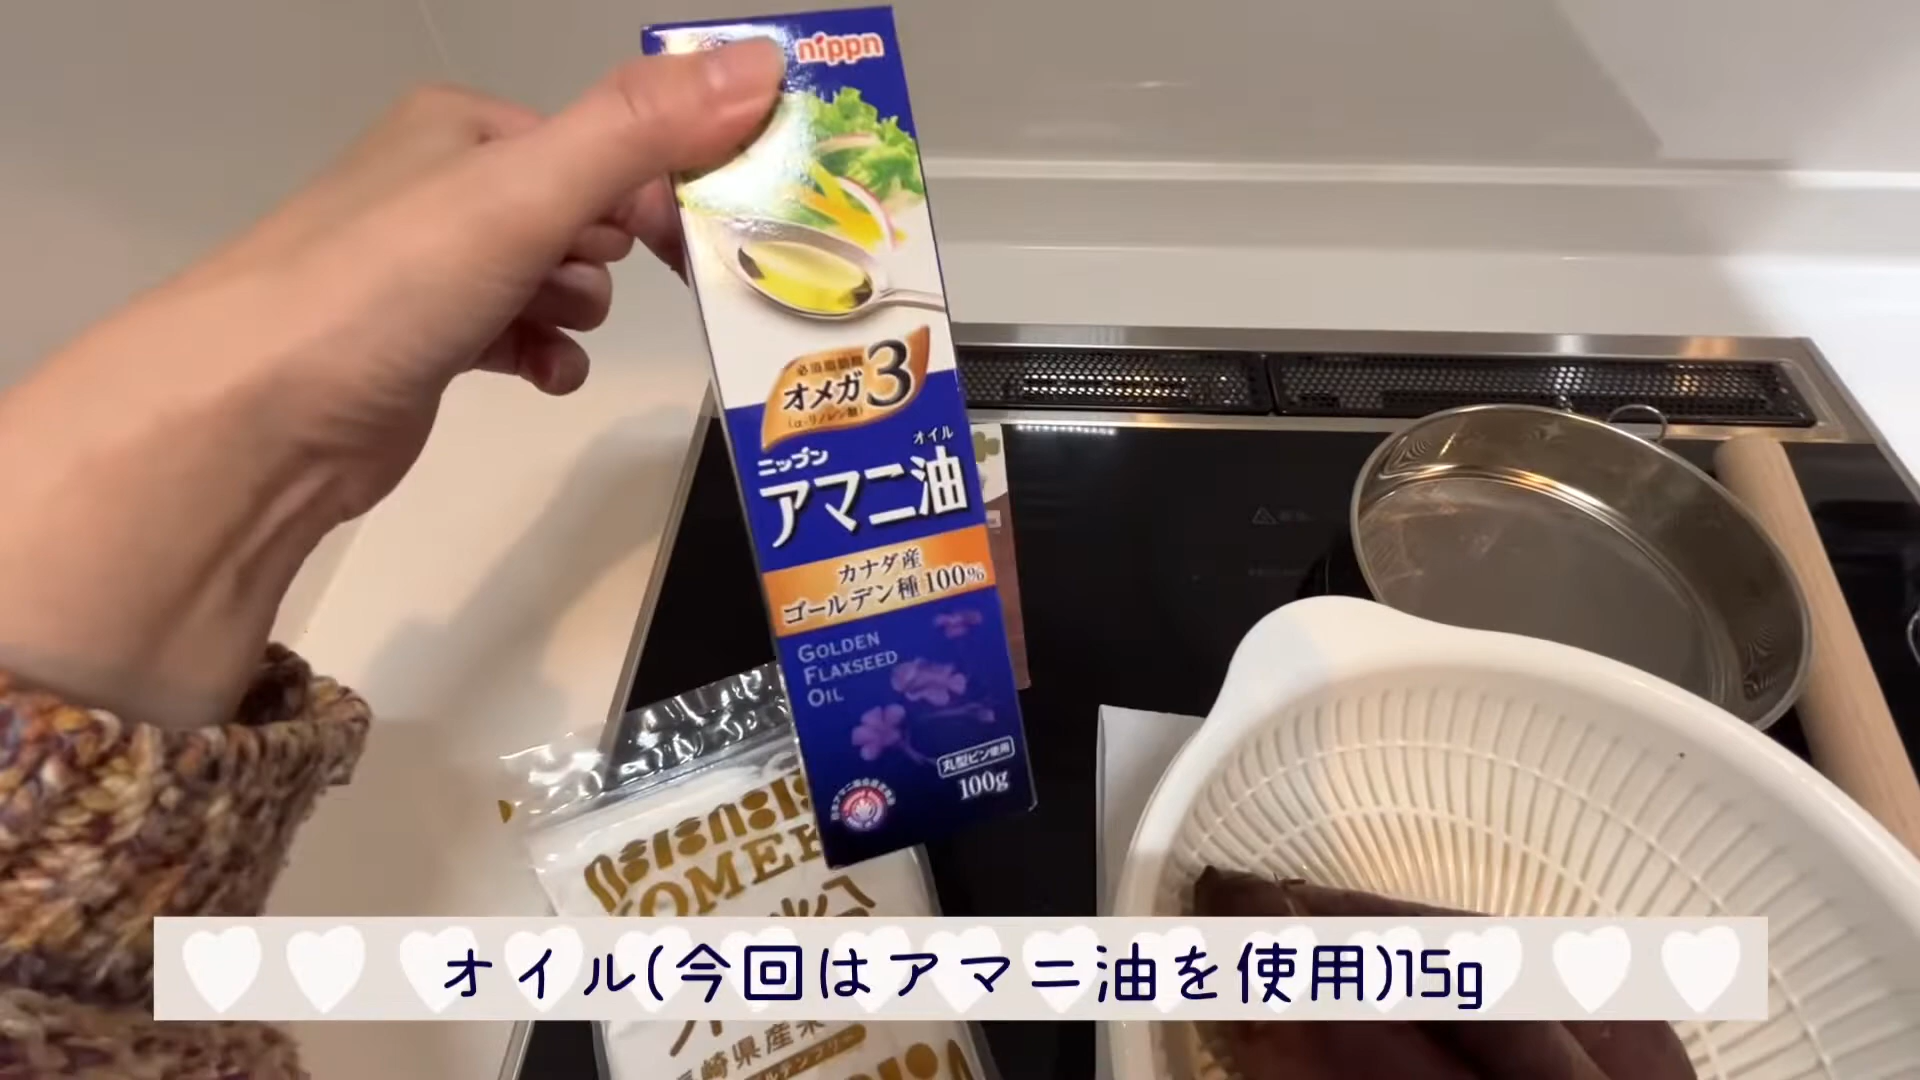 nippn
必須脂肪酸
オメガ3
(α-リノレン酸)
ニップン
オイル
アマニ油
カナダ産
ゴールデン種100%
GOLDEN
FLAXSEED
OIL
丸型ビン使用
100g
オイル(今回はアマニ油を使用)15g
崎県産